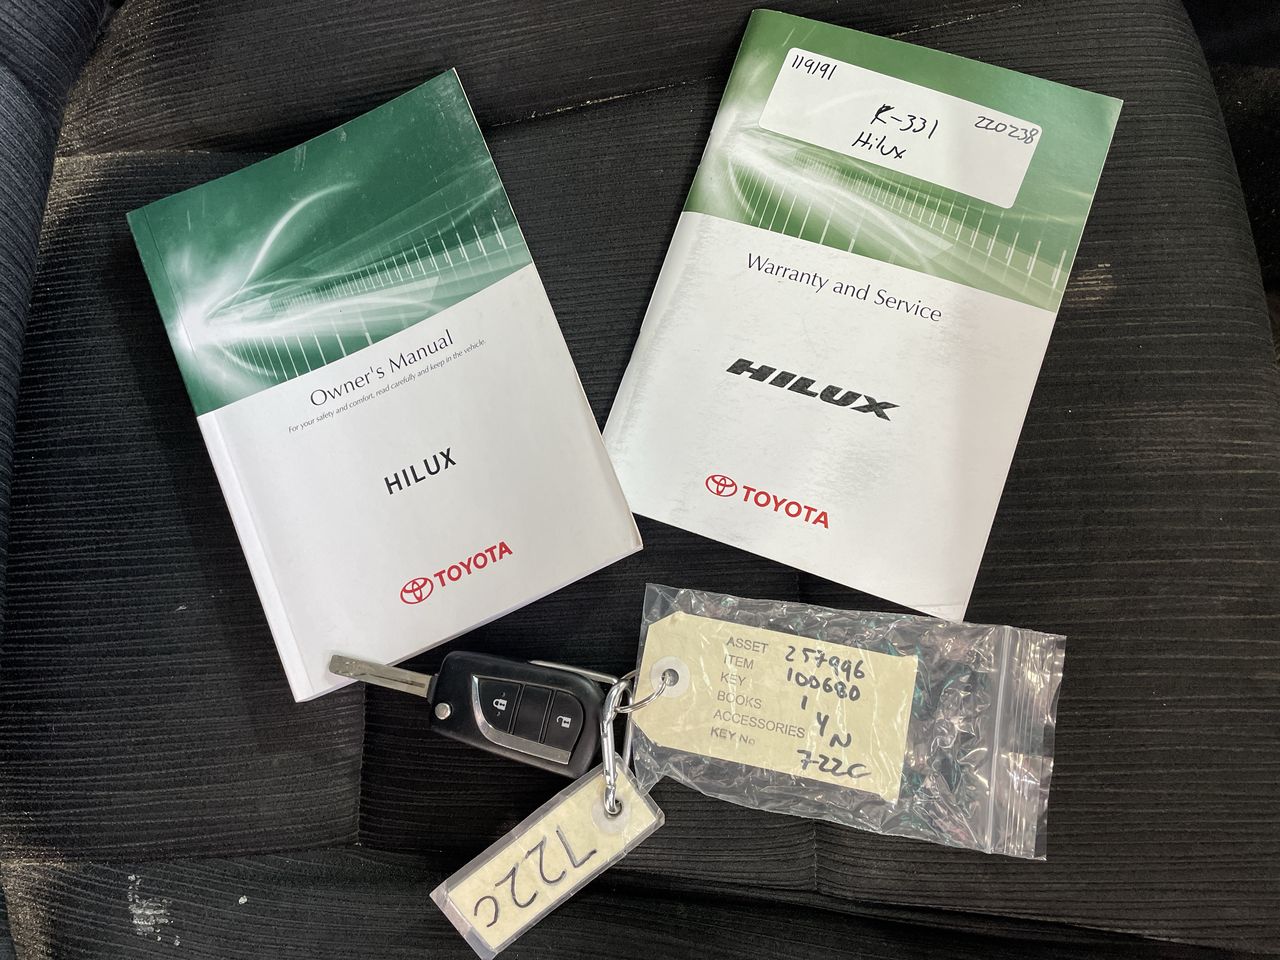 Owner's Manual
For your safety and comfort, read carefully and keep in the vehicle.
HILUX
TOYOTA
119191
K-331
220238
Hilux
Warranty and Service
HILUX
TOYOTA
ASSET 257996
ITEM 100680
KEY 1
BOOKS Y
ACCESSORIES N
KEY No 722C
722C